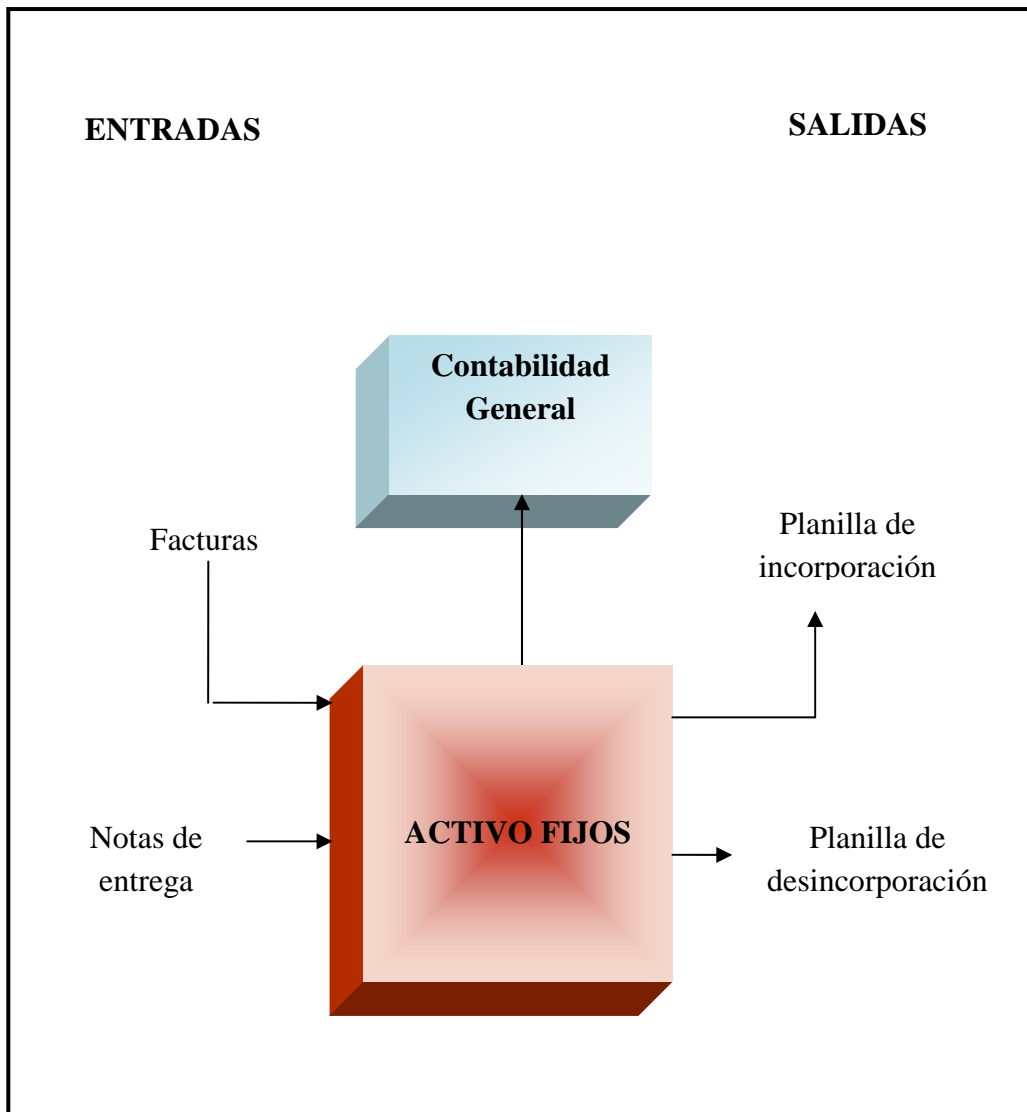 ENTRADAS
SALIDAS
Contabilidad
General
Facturas
Planilla de
incorporación
ACTIVO FIJOS
Notas de
entrega
Planilla de
desincorporación